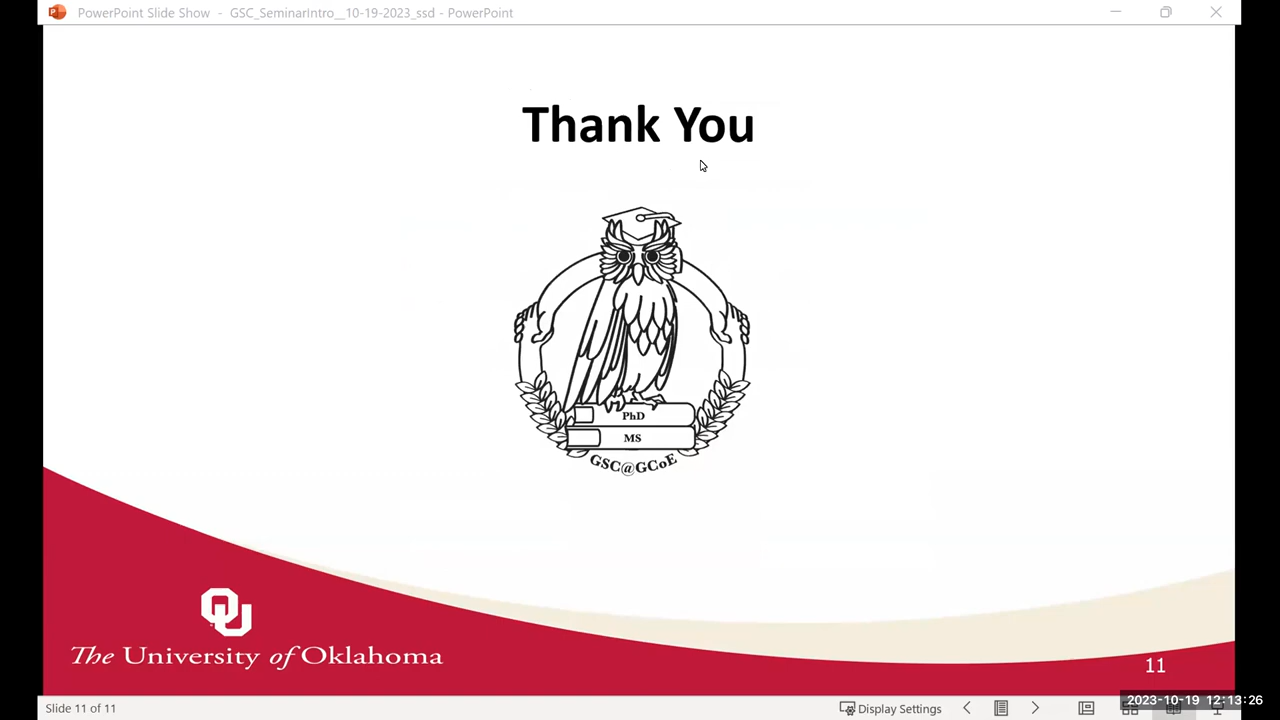 PowerPoint Slide Show - GSC_SeminarIntro__10-19-2023_ssd - PowerPoint
Thank You
PhD
MS
GSC@GCoE
OU
The University of Oklahoma
11
Slide 11 of 11
Display Settings
2023-10-19 12:13:26